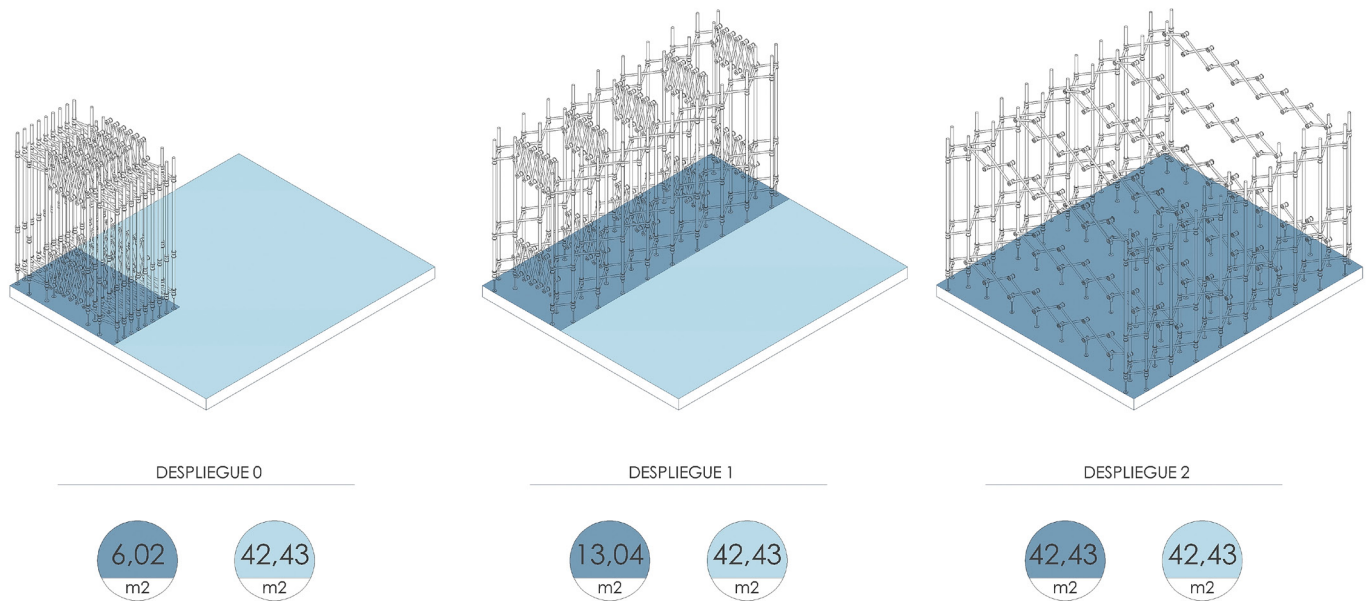 DESPLIEGUE 0
DESPLIEGUE 1
DESPLIEGUE 2
6,02
m2
42,43
m2
13,04
m2
42,43
m2
42,43
m2
42,43
m2